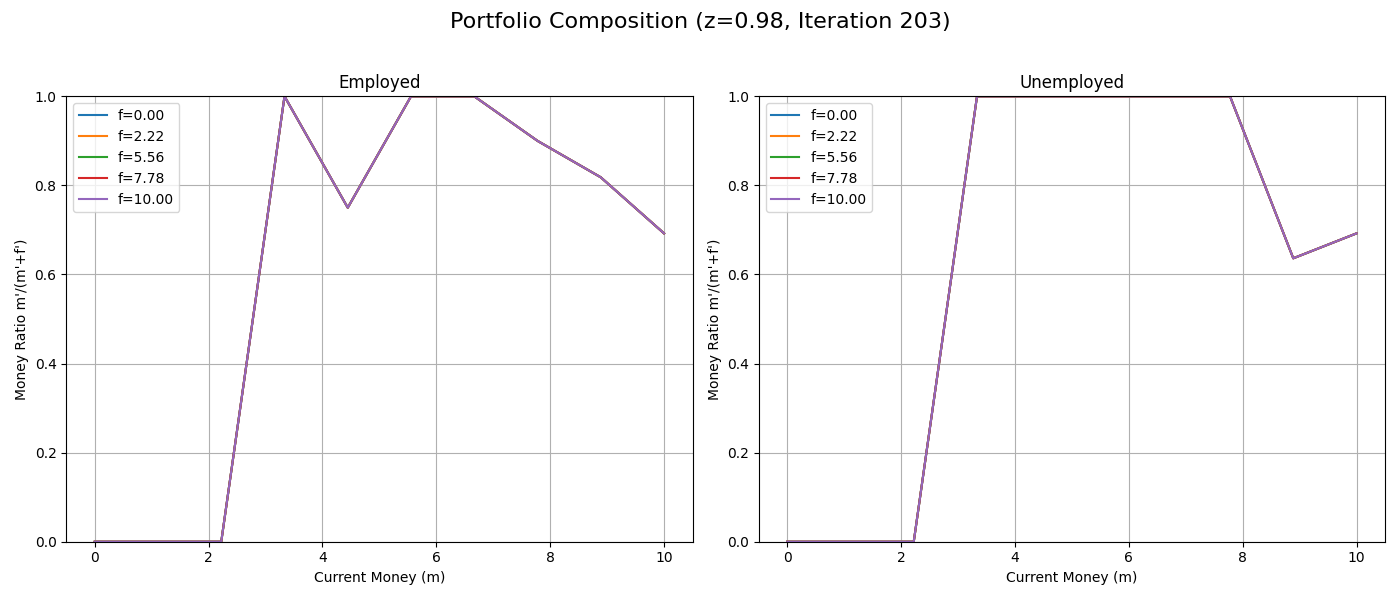 Portfolio Composition (z=0.98, Iteration 203)
Employed
Money Ratio m'/(m'+f')
1.0
0.8
0.6
0.4
0.2
0.0
f=0.00
f=2.22
f=5.56
f=7.78
f=10.00
0 2 4 6 8 10
Current Money (m)
Unemployed
Money Ratio m'/(m'+f')
1.0
0.8
0.6
0.4
0.2
0.0
f=0.00
f=2.22
f=5.56
f=7.78
f=10.00
0 2 4 6 8 10
Current Money (m)